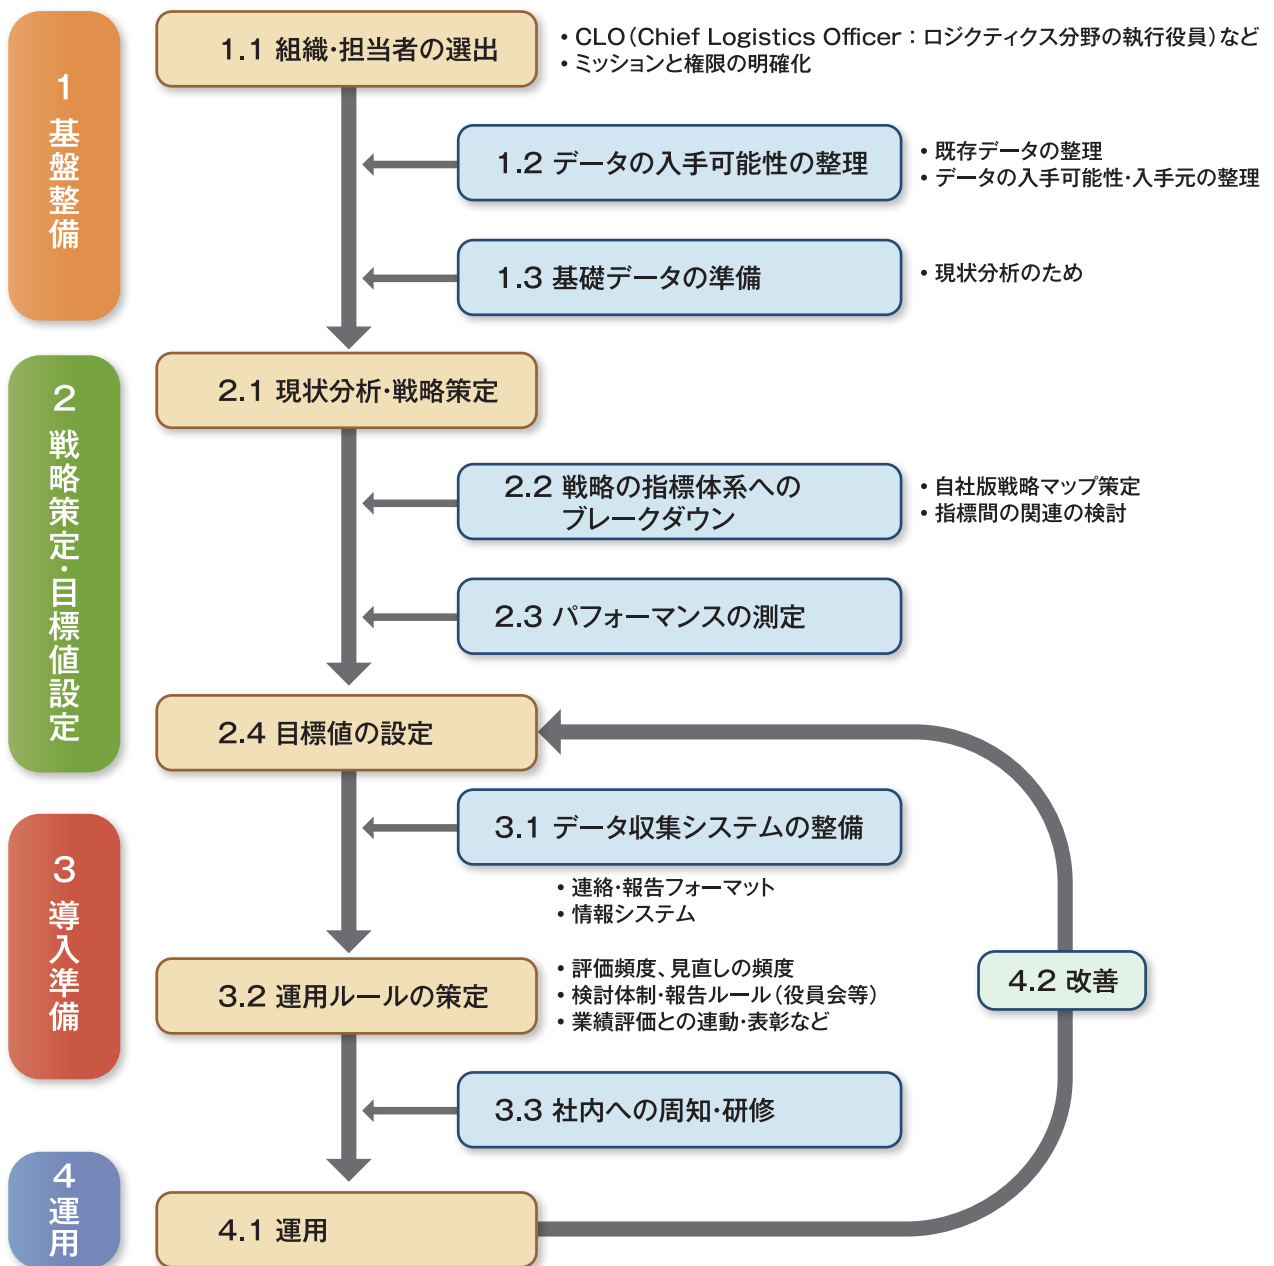 1 基盤整備
1.1 組織・担当者の選出
• CLO(Chief Logistics Officer：ロジクティクス分野の執行役員)など
• ミッションと権限の明確化
1.2 データの入手可能性の整理
• 既存データの整理
• データの入手可能性・入手元の整理
1.3 基礎データの準備
• 現状分析のため
2 戦略策定・目標値設定
2.1 現状分析・戦略策定
2.2 戦略の指標体系への
ブレークダウン
• 自社版戦略マップ策定
• 指標間の関連の検討
2.3 パフォーマンスの測定
2.4 目標値の設定
3 導入準備
3.1 データ収集システムの整備
• 連絡・報告フォーマット
• 情報システム
3.2 運用ルールの策定
• 評価頻度、見直しの頻度
• 検討体制・報告ルール(役員会等)
• 業績評価との連動・表彰など
4.2 改善
3.3 社内への周知・研修
4 運用
4.1 運用